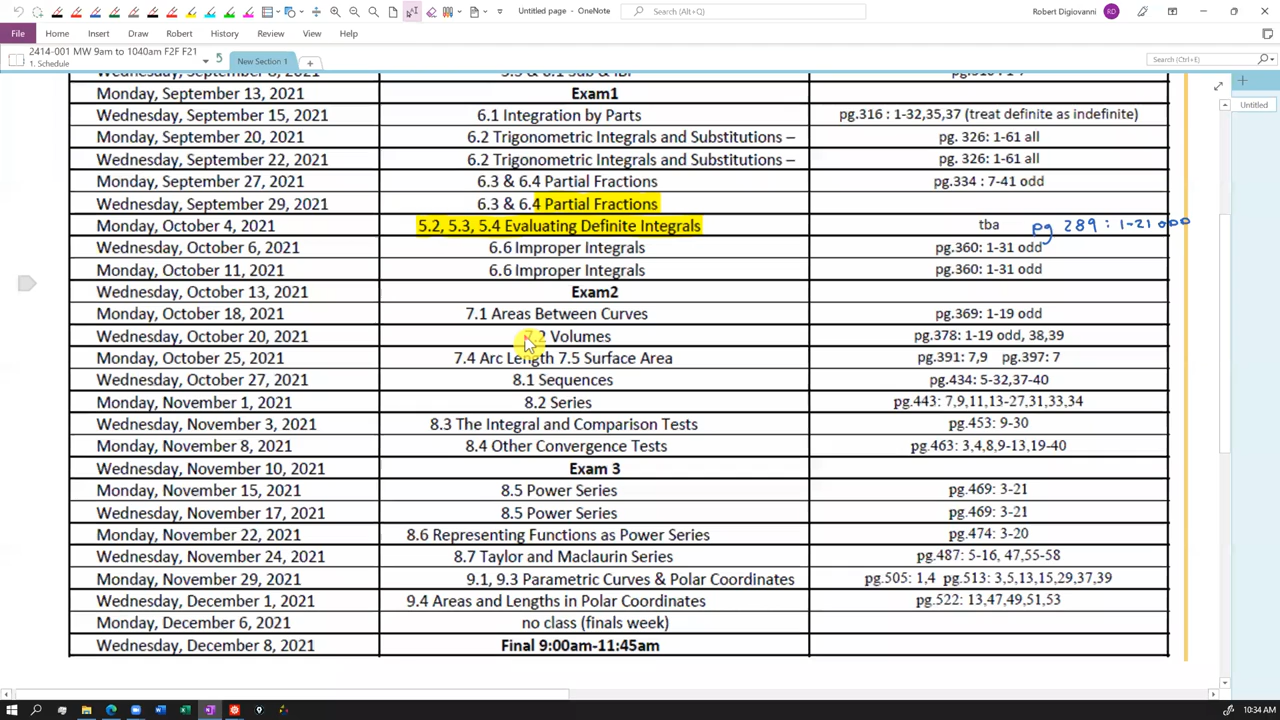 Untitled page - OneNote
Search (Alt+Q)
Robert Digiovanni
RD
File
Home
Insert
Draw
History
Review
View
Help
2414-001 MW 9am to 1040am F2F F21
1. Schedule
New Section 1
Search (Ctrl+E)
Untitled
Monday, September 13, 2021 Exam1
Wednesday, September 15, 2021 6.1 Integration by Parts pg.316 : 1-32,35,37 (treat definite as indefinite)
Monday, September 20, 2021 6.2 Trigonometric Integrals and Substitutions – pg. 326: 1-61 all
Wednesday, September 22, 2021 6.2 Trigonometric Integrals and Substitutions – pg. 326: 1-61 all
Monday, September 27, 2021 6.3 & 6.4 Partial Fractions pg.334 : 7-41 odd
Wednesday, September 29, 2021 6.3 & 6.4 Partial Fractions
Monday, October 4, 2021 5.2, 5.3, 5.4 Evaluating Definite Integrals tba pg 289 : 1-21 odd
Wednesday, October 6, 2021 6.6 Improper Integrals pg.360: 1-31 odd
Monday, October 11, 2021 6.6 Improper Integrals pg.360: 1-31 odd
Wednesday, October 13, 2021 Exam2
Monday, October 18, 2021 7.1 Areas Between Curves pg.369: 1-19 odd
Wednesday, October 20, 2021 7.2 Volumes pg.378: 1-19 odd, 38,39
Monday, October 25, 2021 7.4 Arc Length 7.5 Surface Area pg.391: 7,9 pg.397: 7
Wednesday, October 27, 2021 8.1 Sequences pg.434: 5-32,37-40
Monday, November 1, 2021 8.2 Series pg.443: 7,9,11,13-27,31,33,34
Wednesday, November 3, 2021 8.3 The Integral and Comparison Tests pg.453: 9-30
Monday, November 8, 2021 8.4 Other Convergence Tests pg.463: 3,4,8,9-13,19-40
Wednesday, November 10, 2021 Exam 3
Monday, November 15, 2021 8.5 Power Series pg.469: 3-21
Wednesday, November 17, 2021 8.5 Power Series pg.469: 3-21
Monday, November 22, 2021 8.6 Representing Functions as Power Series pg.474: 3-20
Wednesday, November 24, 2021 8.7 Taylor and Maclaurin Series pg.487: 5-16, 47,55-58
Monday, November 29, 2021 9.1, 9.3 Parametric Curves & Polar Coordinates pg.505: 1,4 pg.513: 3,5,13,15,29,37,39
Wednesday, December 1, 2021 9.4 Areas and Lengths in Polar Coordinates pg.522: 13,47,49,51,53
Monday, December 6, 2021 no class (finals week)
Wednesday, December 8, 2021 Final 9:00am-11:45am
10:34 AM